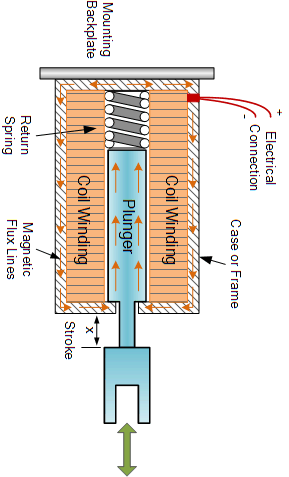 Mounting
Backplate
+
-
Electrical
Connection
Return
Spring
Coil Winding
Plunger
Coil Winding
Case or Frame
Magnetic
Flux Lines
x
Stroke